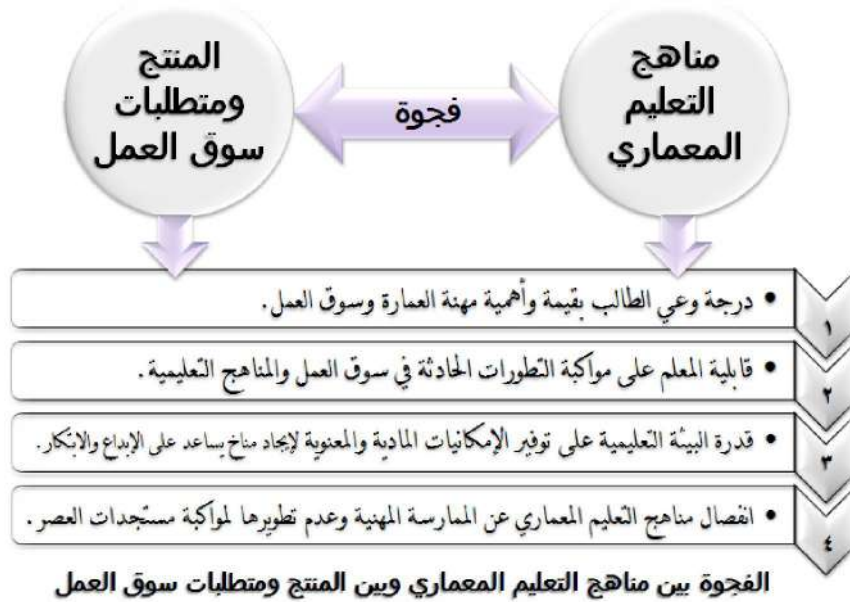 مناهج
التعليم
المعماري
فجوة
المنتج
ومتطلبات
سوق العمل
١
• درجة وعي الطالب بقيمة وأهمية مهنة العمارة وسوق العمل.
٢
• قابلية المعلم على مواكبة التطورات الحادثة في سوق العمل والمناهج التعليمية.
٣
• قدرة البيئة التعليمية على توفير الإمكانيات المادية والمعنوية لإيجاد مناخ يساعد على الإبداع والابتكار.
٤
• انفصال مناهج التعليم المعماري عن الممارسة المهنية وعدم تطويرها لمواكبة مستجدات العصر.
الفجوة بين مناهج التعليم المعماري وبين المنتج ومتطلبات سوق العمل